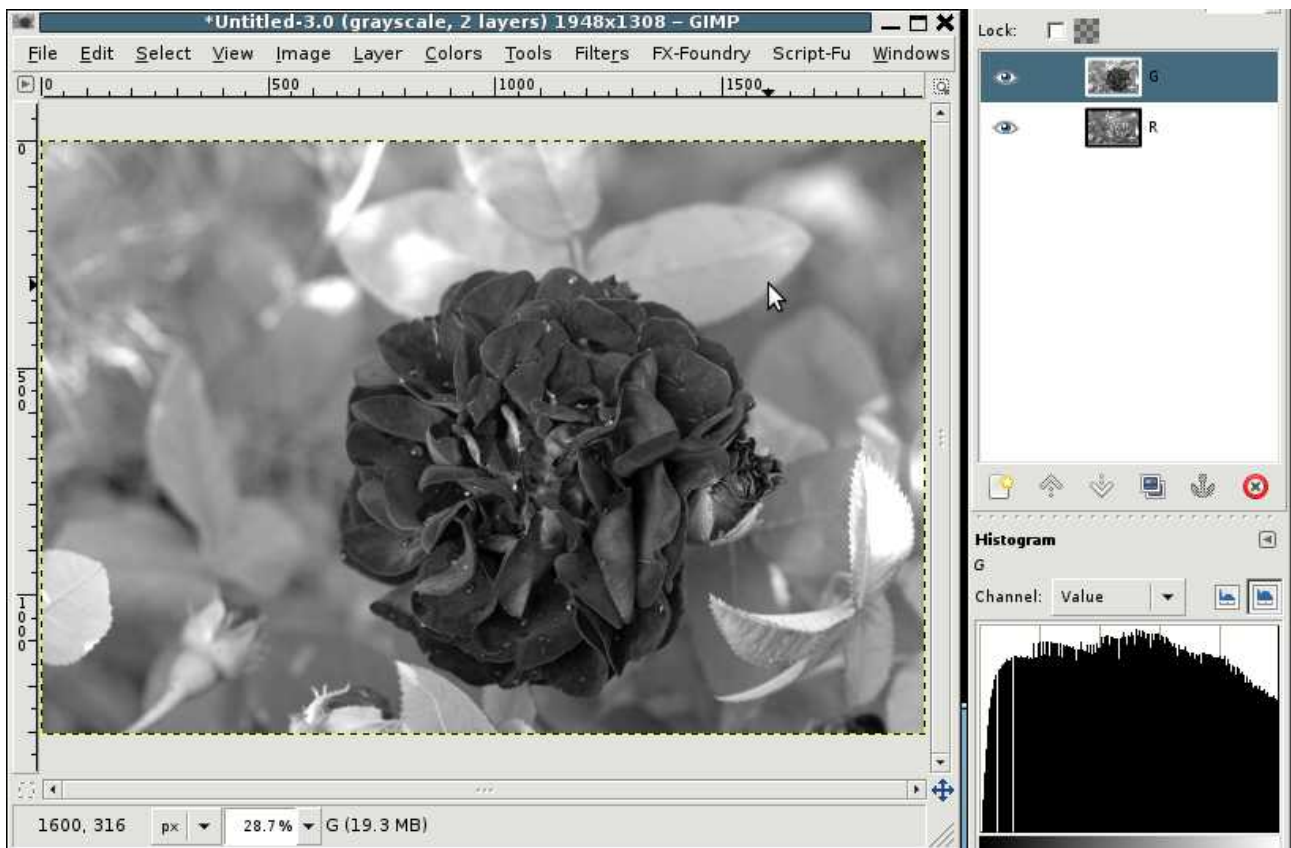 *Untitled-3.0 (grayscale, 2 layers) 1948x1308 – GIMP
File Edit Select View Image Layer Colors Tools Filters FX-Foundry Script-Fu Windows
0 500 1000 1500
0
500
1000
1600, 316 px 28.7% G (19.3 MB)
Lock:
G
R
Histogram
G
Channel: Value